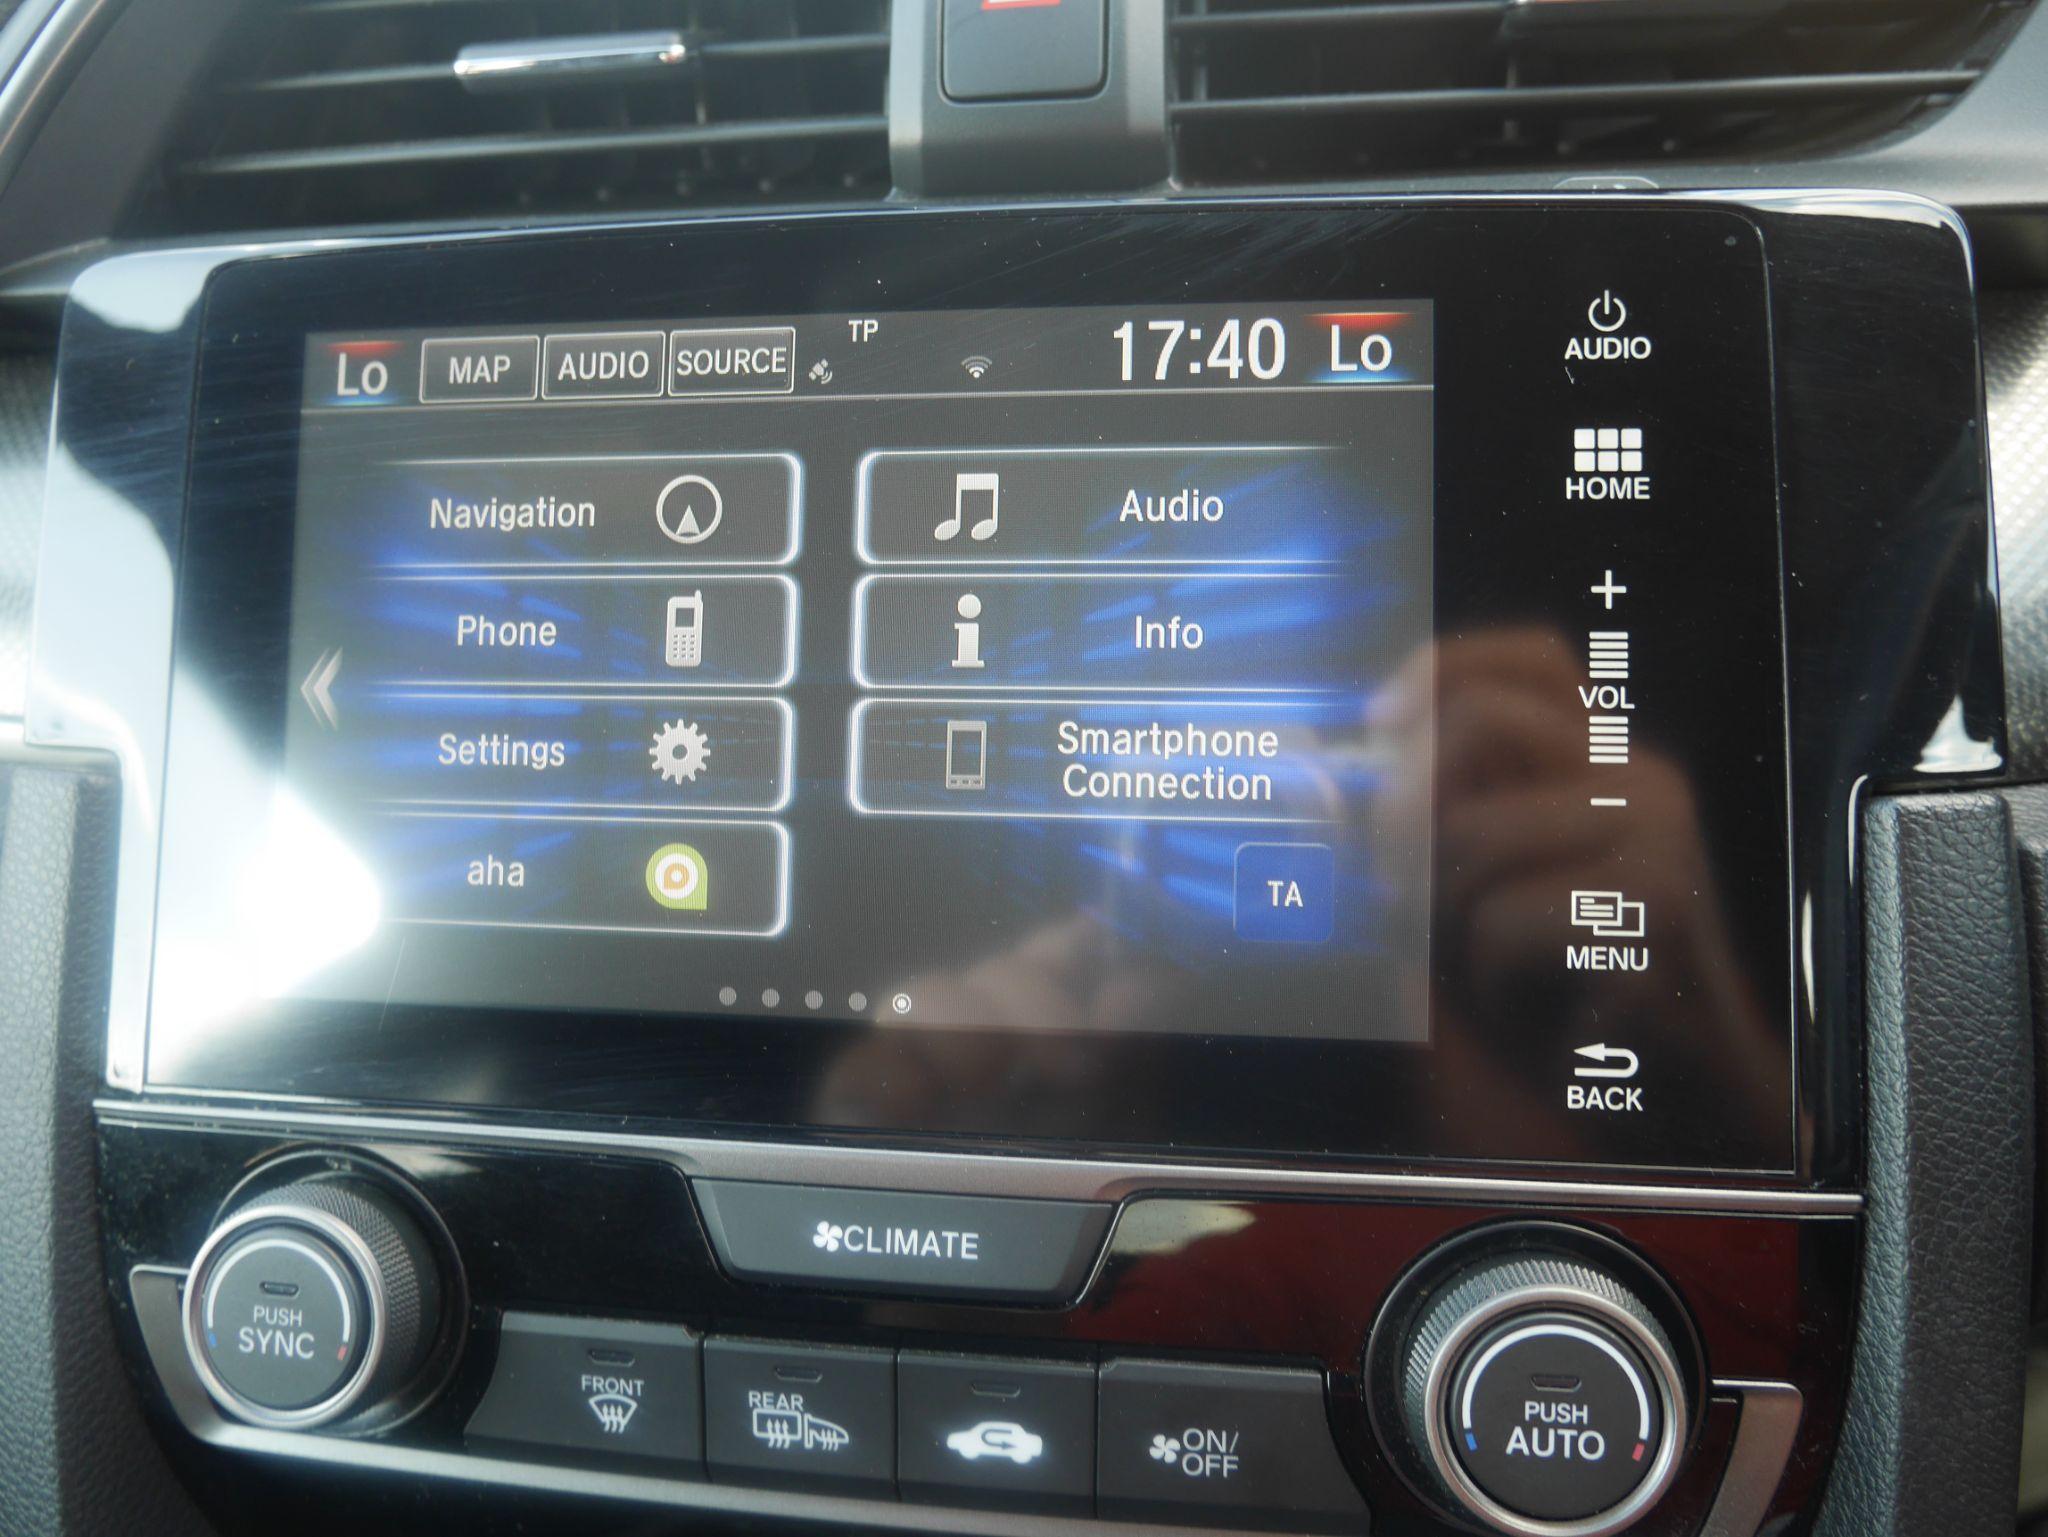 Lo MAP AUDIO SOURCE TP 17:40 Lo
Navigation
Audio
Phone
Info
Settings
Smartphone
Connection
aha
TA
AUDIO
HOME
+
VOL
−
MENU
BACK
CLIMATE
PUSH
SYNC
FRONT
REAR
ON/
OFF
PUSH
AUTO